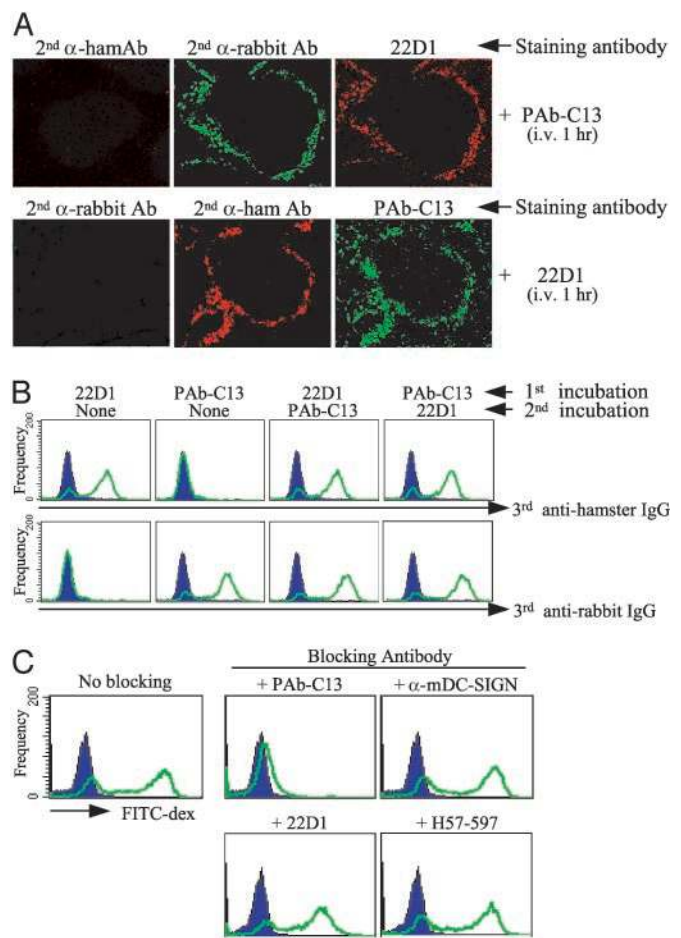 A
2nd α-hamAb 2nd α-rabbit Ab 22D1 Staining antibody
+ PAb-C13
(i.v. 1 hr)
2nd α-rabbit Ab 2nd α-ham Ab PAb-C13 Staining antibody
+ 22D1
(i.v. 1 hr)
B
22D1 PAb-C13 22D1 PAb-C13 1st incubation
None None PAb-C13 22D1 2nd incubation
Frequency
0 200
3rd anti-hamster IgG
Frequency
0 200
3rd anti-rabbit IgG
C
Blocking Antibody
No blocking + PAb-C13 + α-mDC-SIGN
Frequency
0 200
FITC-dex
+ 22D1 + H57-597